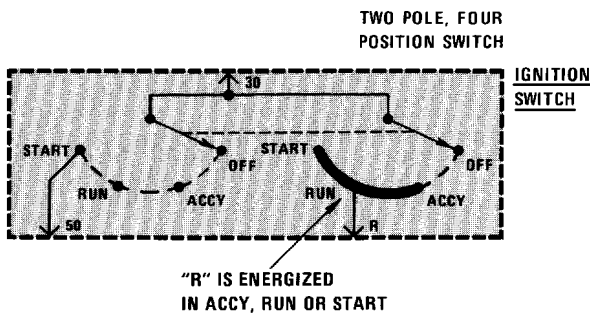 TWO POLE, FOUR
POSITION SWITCH
IGNITION
SWITCH
30
START
OFF
RUN
ACCY
50
START
OFF
RUN
ACCY
R
"R" IS ENERGIZED
IN ACCY, RUN OR START